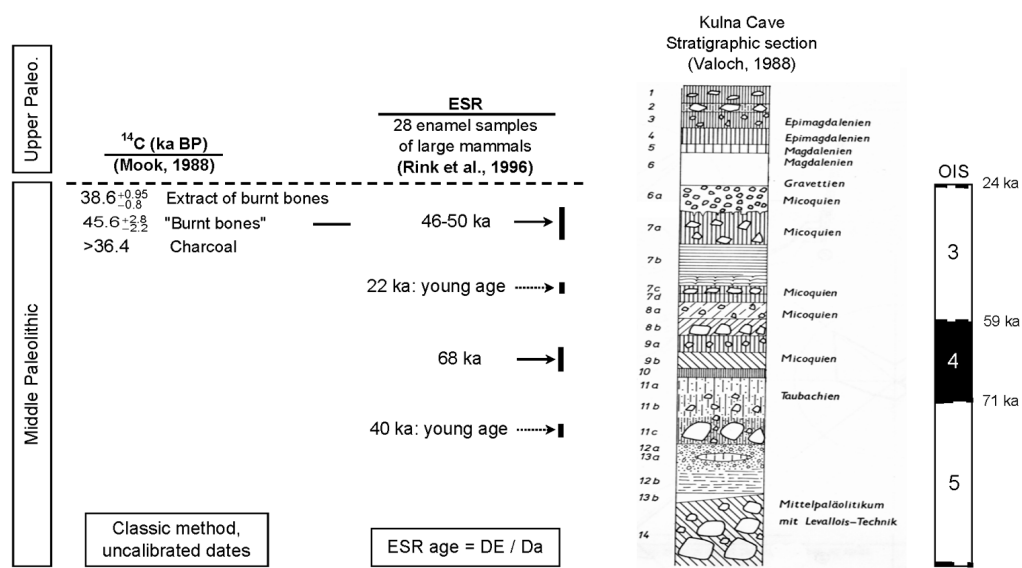 Kulna Cave
Stratigraphic section
(Valoch, 1988)
Upper Paleo.
Middle Paleolithic
¹⁴C (ka BP)
(Mook, 1988)
38.6 +0.95 −0.8 Extract of burnt bones
45.6 +2.8 −2.2 "Burnt bones"
>36.4 Charcoal
Classic method,
uncalibrated dates
ESR
28 enamel samples
of large mammals
(Rink et al., 1996)
46-50 ka
22 ka: young age
68 ka
40 ka: young age
ESR age = DE / Da
1
2
3
4
5
6
6a
7a
7b
7c
7d
8a
8b
9a
9b
10
11a
11b
11c
12a
13a
12b
13b
14
Epimagdalenien
Epimagdalenien
Magdalenien
Magdalenien
Gravettien
Micoquien
Micoquien
Micoquien
Micoquien
Micoquien
Taubachien
Mittelpaläolitikum
mit Levallois-Technik
OIS
24 ka
3
59 ka
4
71 ka
5